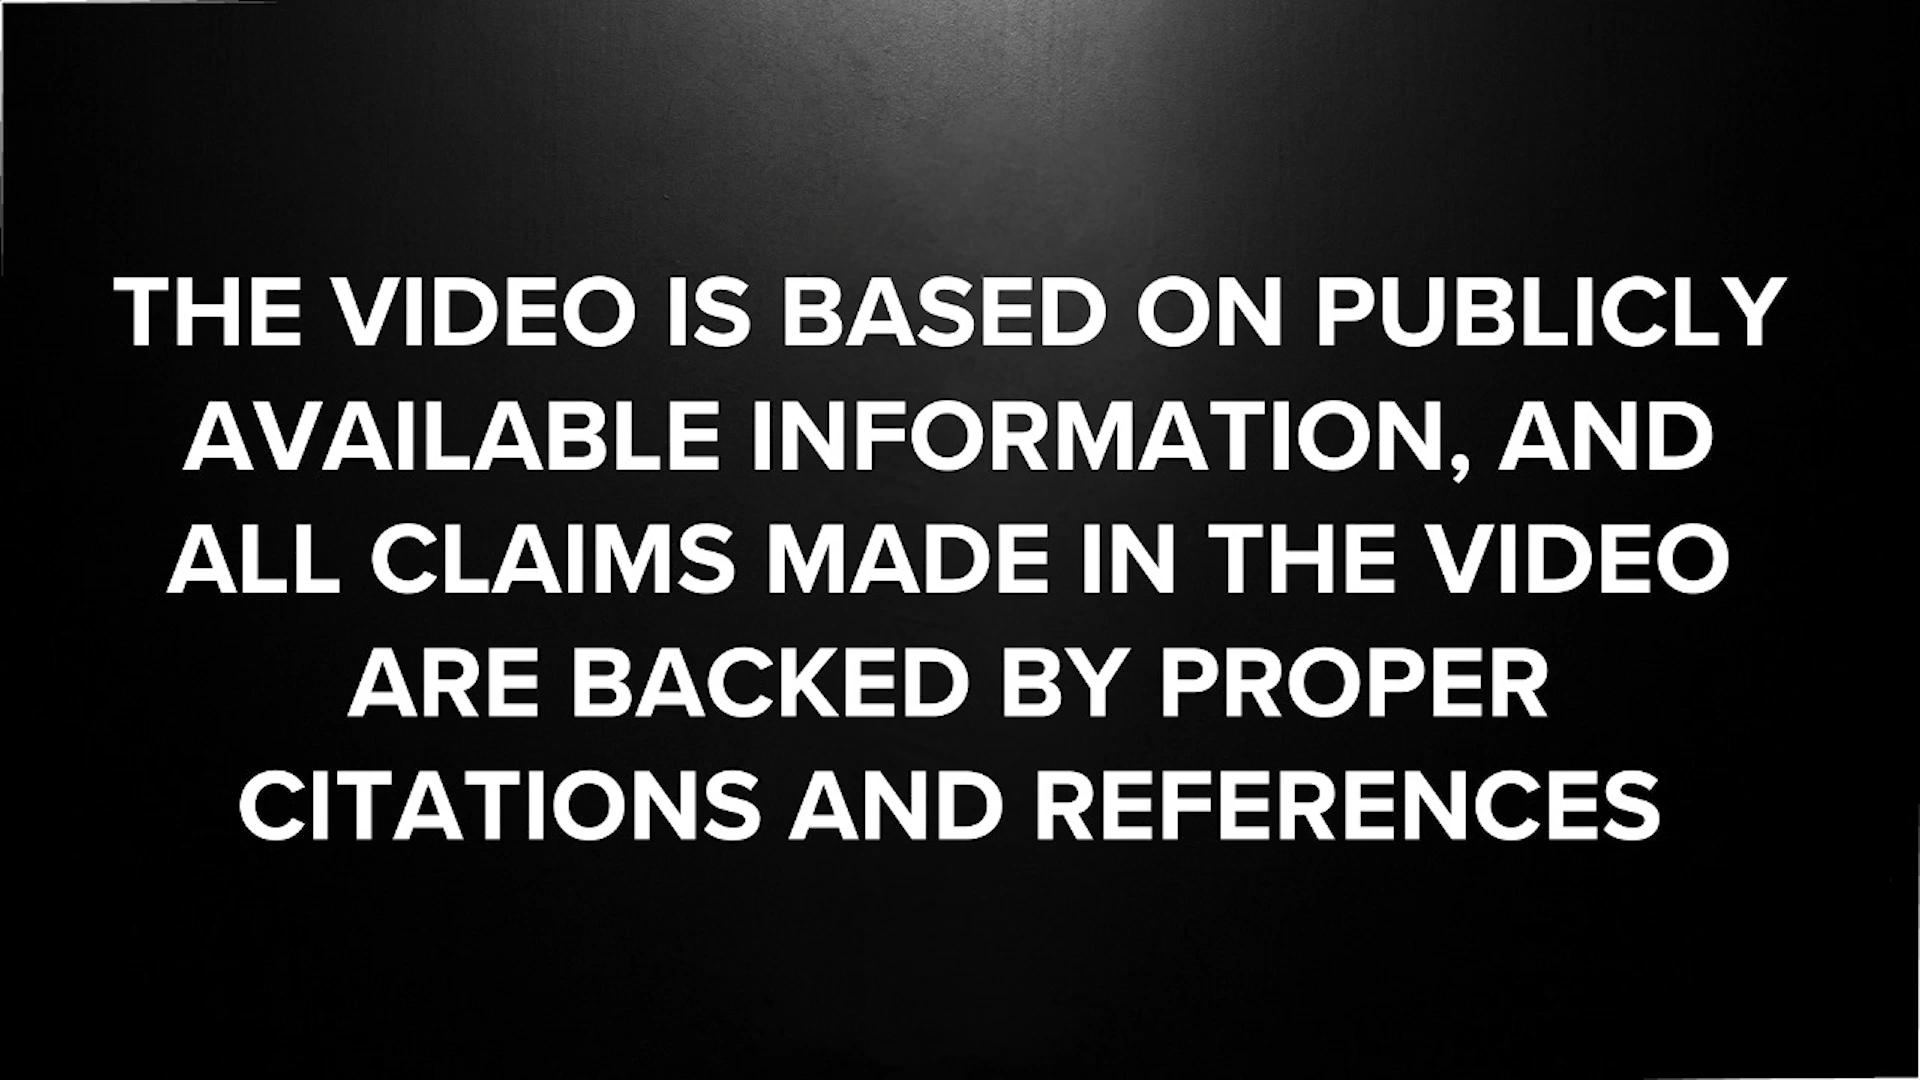 THE VIDEO IS BASED ON PUBLICLY
AVAILABLE INFORMATION, AND
ALL CLAIMS MADE IN THE VIDEO
ARE BACKED BY PROPER
CITATIONS AND REFERENCES